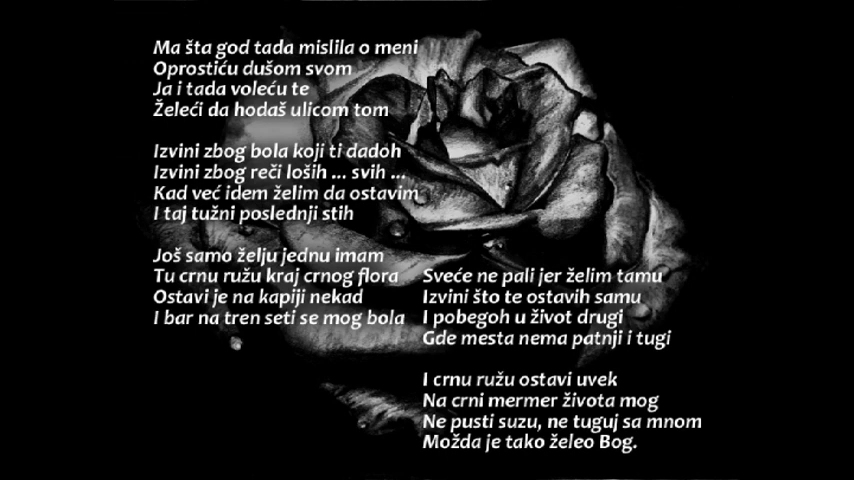 Ma šta god tada mislila o meni
Oprostiću dušom svom
Ja i tada voleću te
Želeći da hodaš ulicom tom
Izvini zbog bola koji ti dadoh
Izvini zbog reči loših ... svih ...
Kad već idem želim da ostavim
I taj tužni poslednji stih
Još samo želju jednu imam
Tu crnu ružu kraj crnog flora
Ostavi je na kapiji nekad
I bar na tren seti se mog bola
Sveće ne pali jer želim tamu
Izvini što te ostavih samu
I pobegoh u život drugi
Gde mesta nema patnji i tugi
I crnu ružu ostavi uvek
Na crni mermer života mog
Ne pusti suzu, ne tuguj sa mnom
Možda je tako želeo Bog.